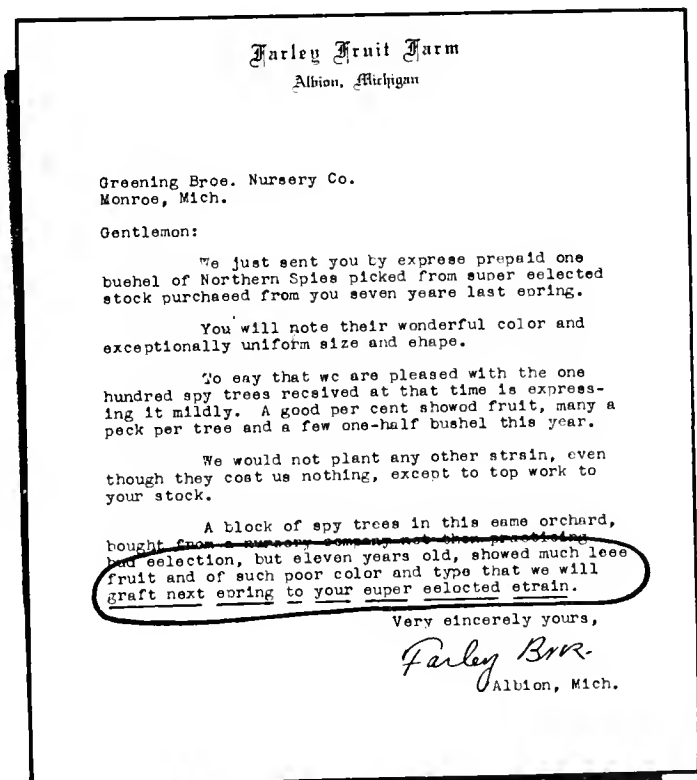 Farley Fruit Farm
Albion, Michigan
Greening Bros. Nursery Co.
Monroe, Mich.
Gentlemen:
We just sent you by express prepaid one
bushel of Northern Spies picked from super selected
stock purchased from you seven years last spring.
You will note their wonderful color and
exceptionally uniform size and shape.
To say that we are pleased with the one
hundred spy trees received at that time is express-
ing it mildly. A good per cent showed fruit, many a
peck per tree and a few one-half bushel this year.
We would not plant any other strain, even
though they cost us nothing, except to top work to
your stock.
A block of spy trees in this same orchard,
bought from a nursery company not then practicing
bud selection, but eleven years old, showed much less
fruit and of such poor color and type that we will
graft next spring to your super selected strain.
Very sincerely yours,
Farley Bros.
Albion, Mich.